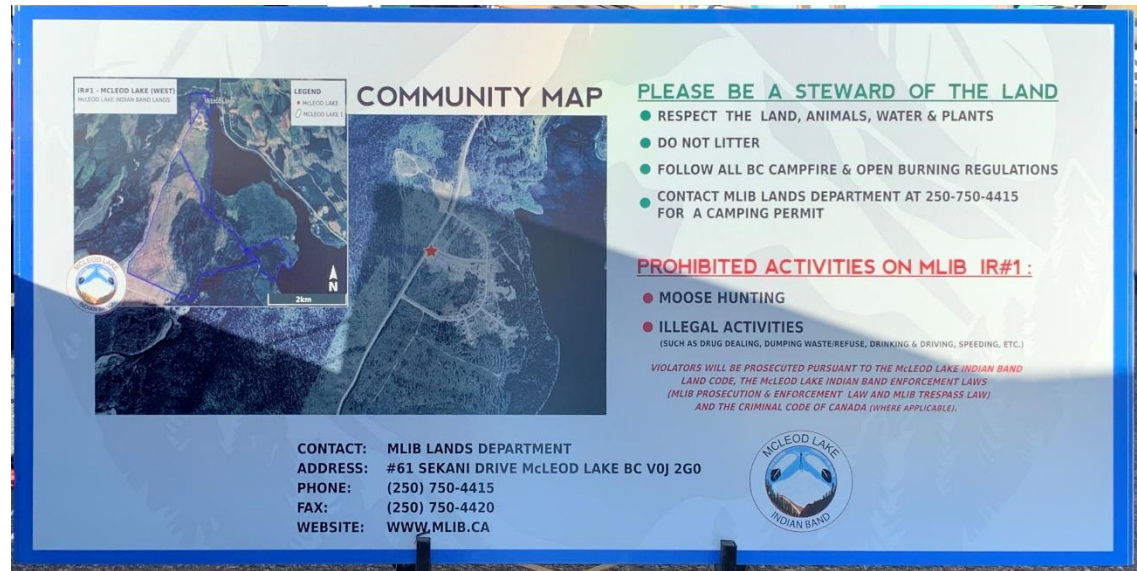 IR#1 - MCLEOD LAKE (WEST)
MCLEOD LAKE INDIAN BAND LANDS
LEGEND
MCLEOD LAKE
MCLEOD LAKE 1
N
2km
MCLEOD LAKE
INDIAN BAND
COMMUNITY MAP
PLEASE BE A STEWARD OF THE LAND
RESPECT THE LAND, ANIMALS, WATER & PLANTS
DO NOT LITTER
FOLLOW ALL BC CAMPFIRE & OPEN BURNING REGULATIONS
CONTACT MLIB LANDS DEPARTMENT AT 250-750-4415
FOR A CAMPING PERMIT
PROHIBITED ACTIVITIES ON MLIB IR#1 :
MOOSE HUNTING
ILLEGAL ACTIVITIES
(SUCH AS DRUG DEALING, DUMPING WASTE/REFUSE, DRINKING & DRIVING, SPEEDING, ETC.)
VIOLATORS WILL BE PROSECUTED PURSUANT TO THE McLEOD LAKE INDIAN BAND
LAND CODE, THE McLEOD LAKE INDIAN BAND ENFORCEMENT LAWS
(MLIB PROSECUTION & ENFORCEMENT LAW AND MLIB TRESPASS LAW)
AND THE CRIMINAL CODE OF CANADA (WHERE APPLICABLE).
CONTACT: MLIB LANDS DEPARTMENT
ADDRESS: #61 SEKANI DRIVE McLEOD LAKE BC V0J 2G0
PHONE: (250) 750-4415
FAX: (250) 750-4420
WEBSITE: WWW.MLIB.CA
MCLEOD LAKE
INDIAN BAND